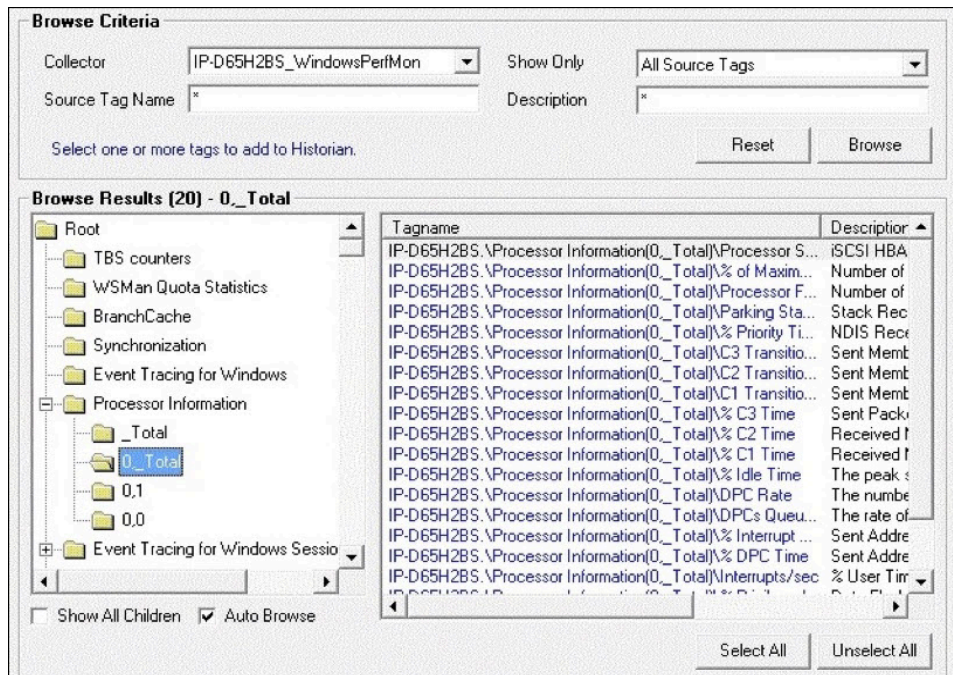 Browse Criteria
Collector IP-D65H2BS_WindowsPerfMon Show Only All Source Tags
Source Tag Name * Description *
Select one or more tags to add to Historian. Reset Browse
Browse Results (20) - 0,_Total
Root
TBS counters
WSMan Quota Statistics
BranchCache
Synchronization
Event Tracing for Windows
Processor Information
_Total
0,_Total
0,1
0,0
Event Tracing for Windows Sessio
Show All Children Auto Browse
Tagname Description
IP-D65H2BS.\Processor Information(0,_Total)\Processor S... iSCSI HBA
IP-D65H2BS.\Processor Information(0,_Total)\% of Maxim... Number of
IP-D65H2BS.\Processor Information(0,_Total)\Processor F... Number of
IP-D65H2BS.\Processor Information(0,_Total)\Parking Sta... Stack Rec
IP-D65H2BS.\Processor Information(0,_Total)\% Priority Ti... NDIS Rece
IP-D65H2BS.\Processor Information(0,_Total)\C3 Transitio... Sent Memb
IP-D65H2BS.\Processor Information(0,_Total)\C2 Transitio... Sent Memb
IP-D65H2BS.\Processor Information(0,_Total)\C1 Transitio... Sent Memb
IP-D65H2BS.\Processor Information(0,_Total)\% C3 Time Sent Packe
IP-D65H2BS.\Processor Information(0,_Total)\% C2 Time Received
IP-D65H2BS.\Processor Information(0,_Total)\% C1 Time Received
IP-D65H2BS.\Processor Information(0,_Total)\% Idle Time The peak s
IP-D65H2BS.\Processor Information(0,_Total)\DPC Rate The numbe
IP-D65H2BS.\Processor Information(0,_Total)\DPCs Queu... The rate of
IP-D65H2BS.\Processor Information(0,_Total)\% Interrupt ... Sent Addre
IP-D65H2BS.\Processor Information(0,_Total)\% DPC Time Sent Addre
IP-D65H2BS.\Processor Information(0,_Total)\Interrupts/sec % User Tim
Select All Unselect All